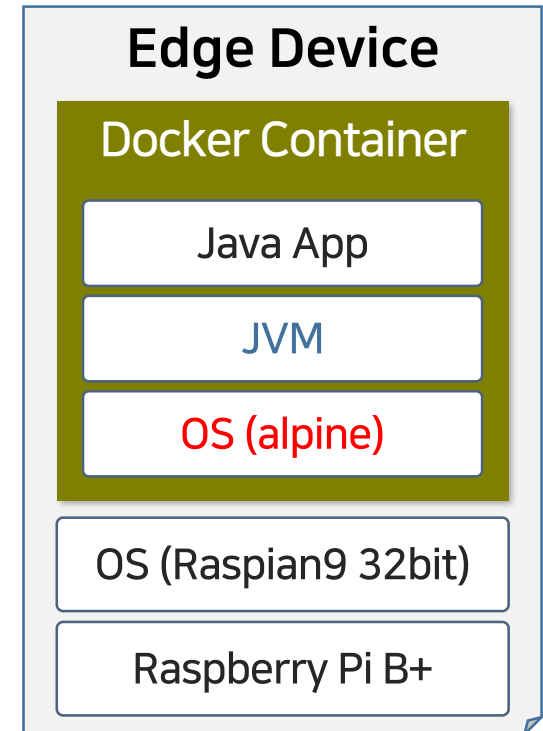 Edge Device
Docker Container
Java App
JVM
OS (alpine)
OS (Raspian9 32bit)
Raspberry Pi B+